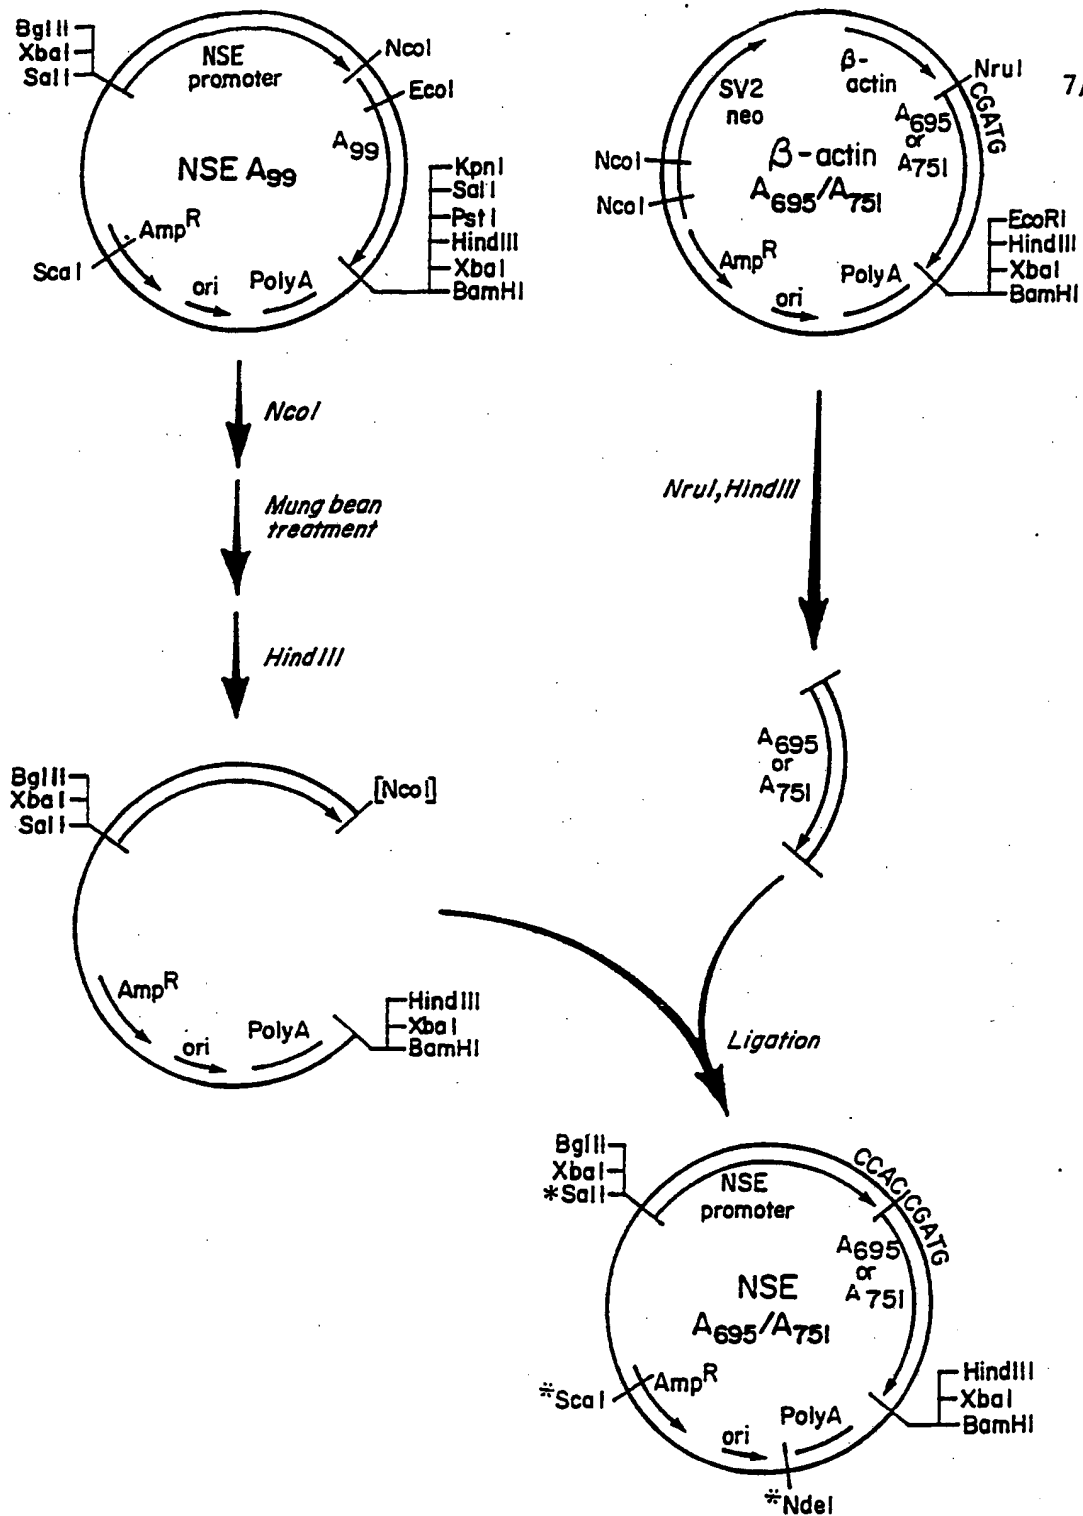 BglII
XbaI
SalI
NSE
promoter
NcoI
EcoI
A99
NSE A99
KpnI
SalI
PstI
HindIII
XbaI
BamHI
AmpR
ScaI
ori
PolyA
SV2
neo
β-
actin
NruI
CGATG
7/
A695
or
A751
NcoI
NcoI
β-actin
A695/A751
EcoRI
HindIII
XbaI
BamHI
AmpR
ori
PolyA
NcoI
Mung bean
treatment
HindIII
NruI, HindIII
A695
or
A751
BglII
XbaI
SalI
[NcoI]
AmpR
ori
PolyA
HindIII
XbaI
BamHI
Ligation
BglII
XbaI
*SalI
NSE
promoter
CCAC|CGATG
A695
or
A751
NSE
A695/A751
*ScaI
AmpR
ori
PolyA
HindIII
XbaI
BamHI
*NdeI